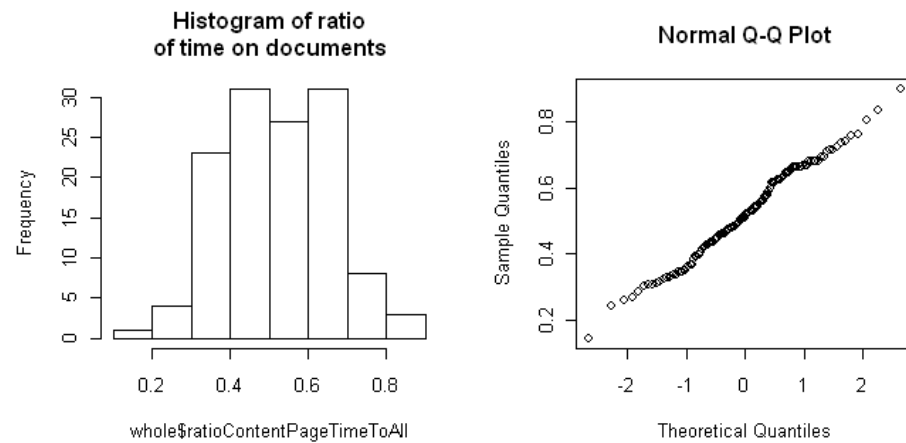 Histogram of ratio
of time on documents
Frequency
0 5 10 15 20 25 30
0.2 0.4 0.6 0.8
whole$ratioContentPageTimeToAll
Normal Q-Q Plot
Sample Quantiles
0.2 0.4 0.6 0.8
-2 -1 0 1 2
Theoretical Quantiles